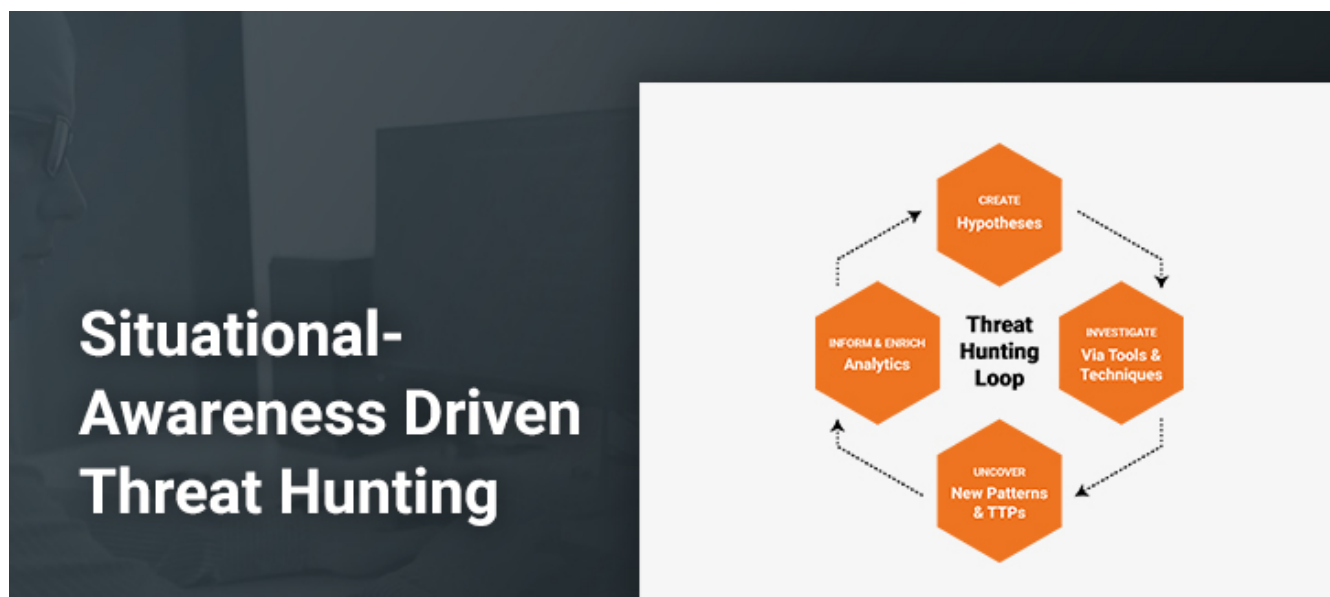 Situational-
Awareness Driven
Threat Hunting
CREATE
Hypotheses
INFORM & ENRICH
Analytics
Threat
Hunting
Loop
INVESTIGATE
Via Tools &
Techniques
UNCOVER
New Patterns
& TTPs